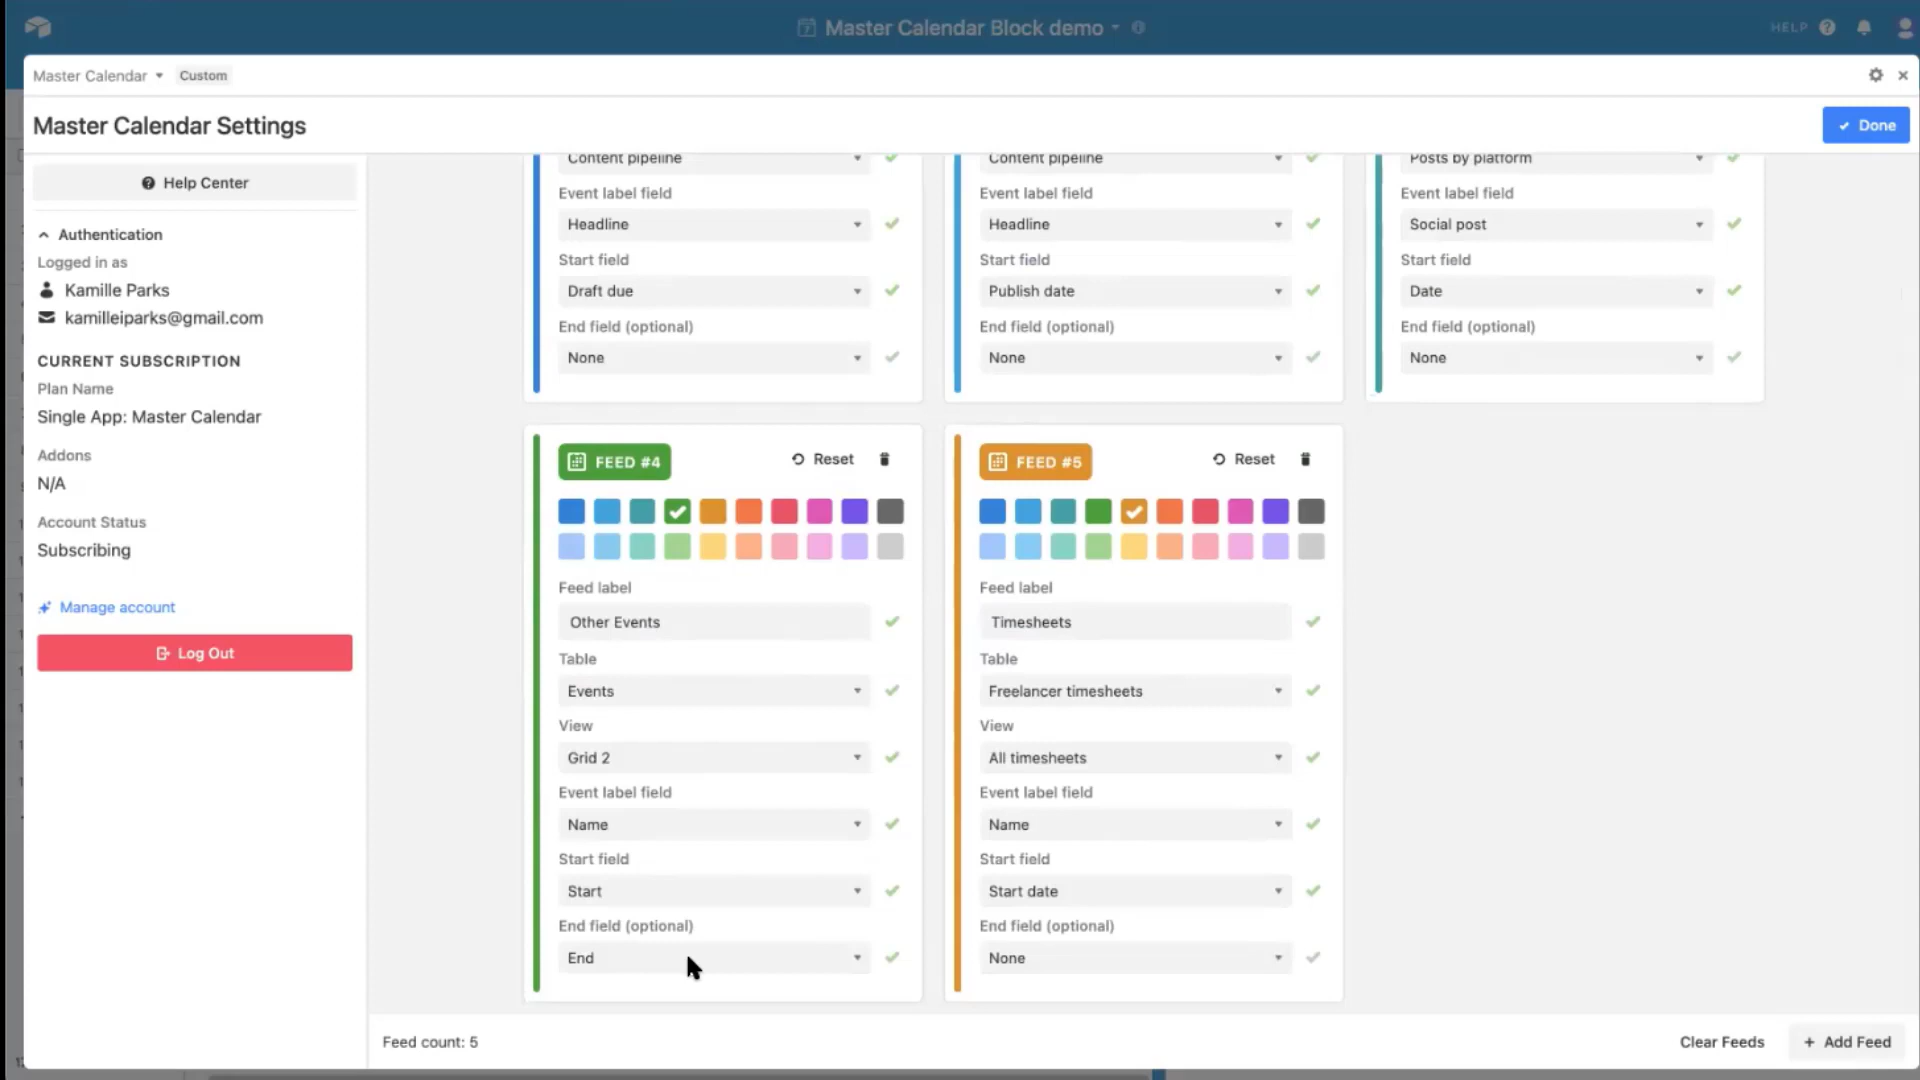 Master Calendar Block demo
HELP
Master Calendar Custom
Master Calendar Settings
Done
Help Center
Authentication
Logged in as
Kamille Parks
kamilleiparks@gmail.com
CURRENT SUBSCRIPTION
Plan Name
Single App: Master Calendar
Addons
N/A
Account Status
Subscribing
Manage account
Log Out
Content pipeline
Event label field
Headline
Start field
Draft due
End field (optional)
None
Content pipeline
Event label field
Headline
Start field
Publish date
End field (optional)
None
Posts by platform
Event label field
Social post
Start field
Date
End field (optional)
None
FEED #4
Reset
Feed label
Other Events
Table
Events
View
Grid 2
Event label field
Name
Start field
Start
End field (optional)
End
FEED #5
Reset
Feed label
Timesheets
Table
Freelancer timesheets
View
All timesheets
Event label field
Name
Start field
Start date
End field (optional)
None
Feed count: 5
Clear Feeds
+ Add Feed